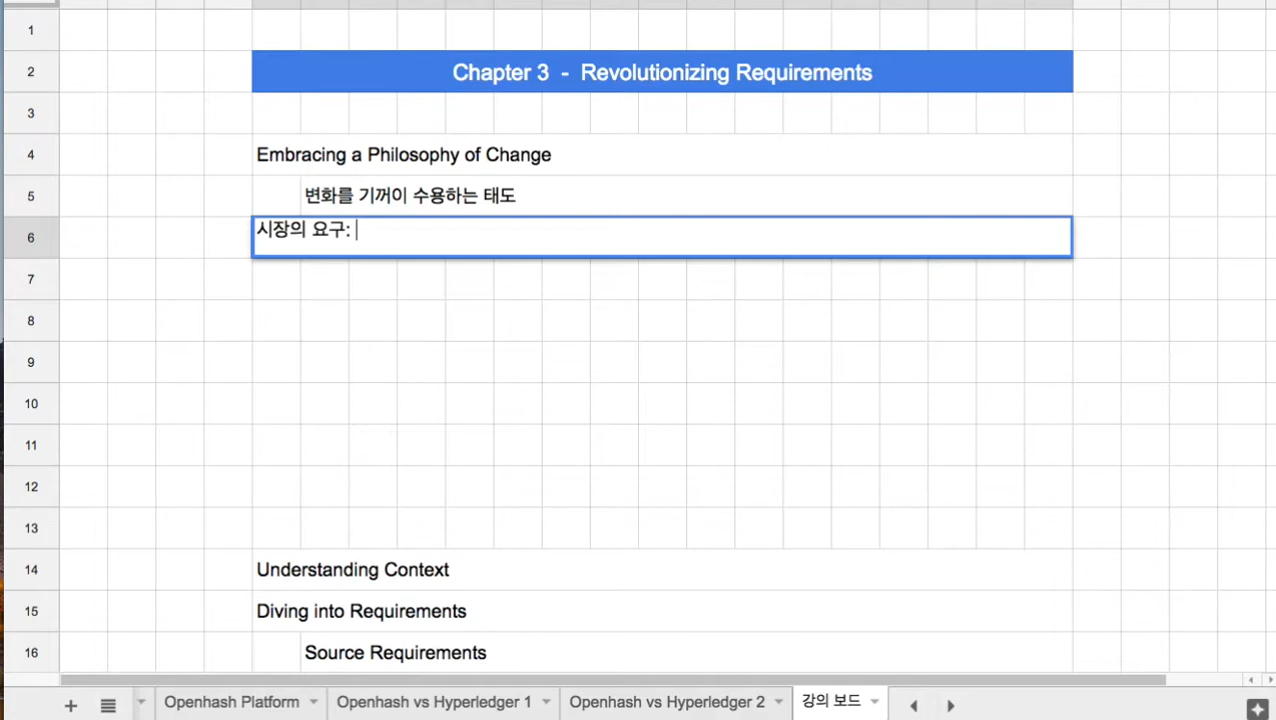 1
2 Chapter 3 - Revolutionizing Requirements
3
4 Embracing a Philosophy of Change
5 변화를 기꺼이 수용하는 태도
6 시장의 요구:
7
8
9
10
11
12
13
14 Understanding Context
15 Diving into Requirements
16 Source Requirements
Openhash Platform Openhash vs Hyperledger 1 Openhash vs Hyperledger 2 강의 보드